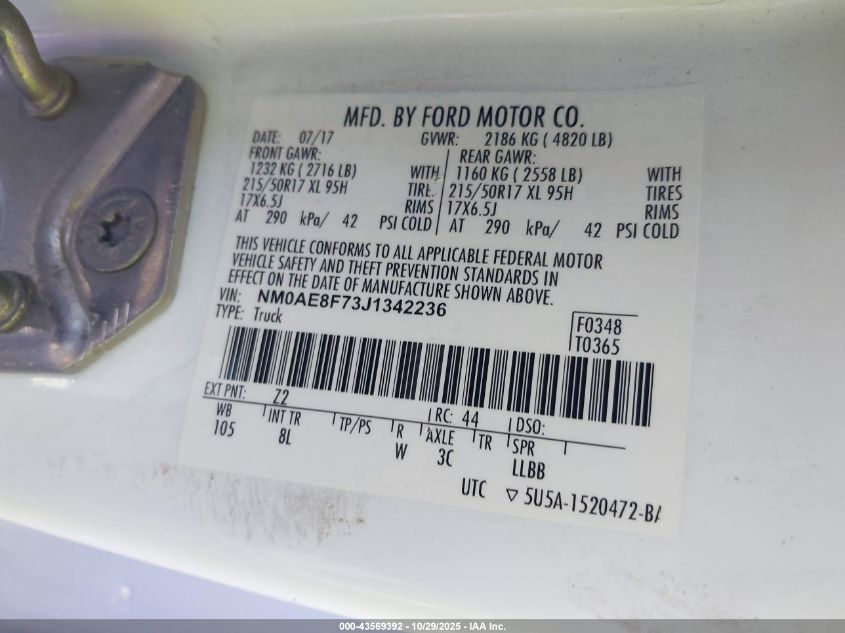 MFD. BY FORD MOTOR CO.
DATE: 07/17 GVWR: 2186 KG ( 4820 LB)
FRONT GAWR: REAR GAWR:
1232 KG ( 2716 LB) WITH 1160 KG ( 2558 LB) WITH
215/50R17 XL 95H TIRE. 215/50R17 XL 95H TIRES
17X6.5J RIMS 17X6.5J RIMS
AT 290 kPa/ 42 PSI COLD AT 290 kPa/ 42 PSI COLD
THIS VEHICLE CONFORMS TO ALL APPLICABLE FEDERAL MOTOR
VEHICLE SAFETY AND THEFT PREVENTION STANDARDS IN
EFFECT ON THE DATE OF MANUFACTURE SHOWN ABOVE.
VIN: NM0AE8F73J1342236
TYPE: Truck
F0348
T0365
EXT PNT: Z2 RC: 44 DSO:
WB INT TR TP/PS R AXLE TR SPR
105 8L W 3C LLBB
UTC ▽ 5U5A-1520472-BA
000-43569392 - 10/29/2025 - IAA Inc.